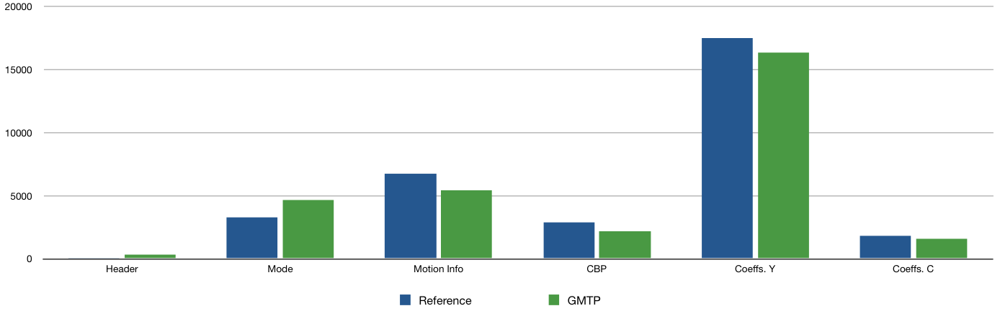 20000
15000
10000
5000
0
Header Mode Motion Info CBP Coeffs. Y Coeffs. C
Reference GMTP